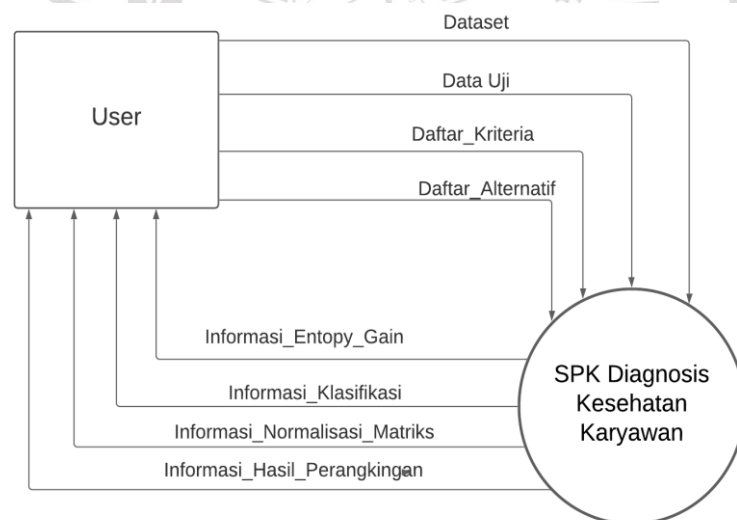 Dataset
Data Uji
User
Daftar_Kriteria
Daftar_Alternatif
Informasi_Entopy_Gain
SPK Diagnosis
Kesehatan
Karyawan
Informasi_Klasifikasi
Informasi_Normalisasi_Matriks
Informasi_Hasil_Perangkingan